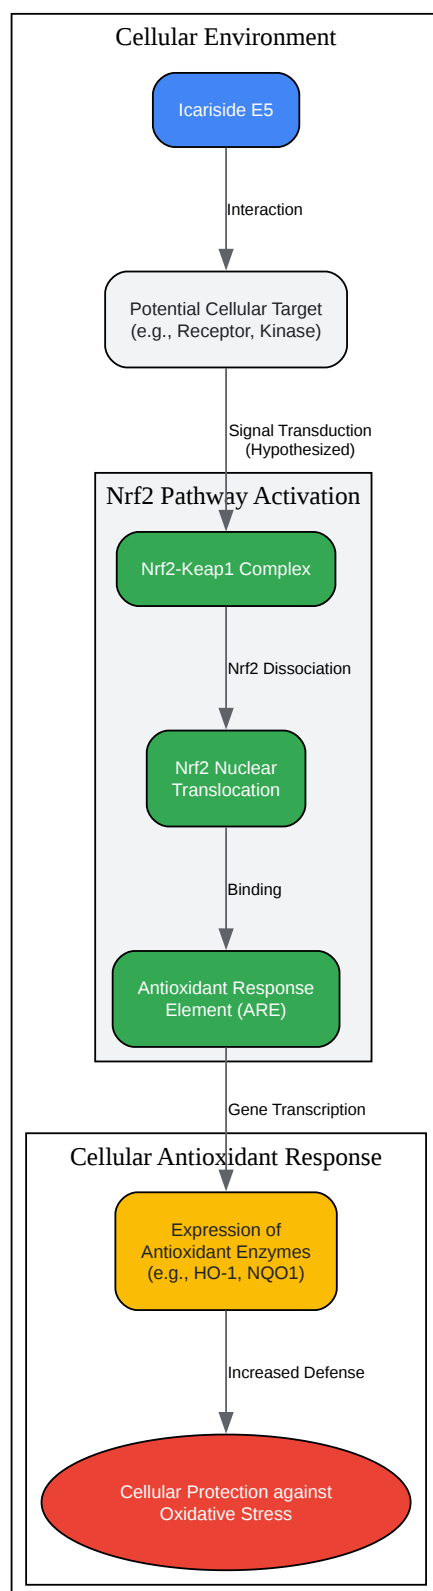 Cellular Environment
Icariside E5
Interaction
Potential Cellular Target
(e.g., Receptor, Kinase)
Signal Transduction
(Hypothesized)
Nrf2 Pathway Activation
Nrf2-Keap1 Complex
Nrf2 Dissociation
Nrf2 Nuclear
Translocation
Binding
Antioxidant Response
Element (ARE)
Gene Transcription
Cellular Antioxidant Response
Expression of
Antioxidant Enzymes
(e.g., HO-1, NQO1)
Increased Defense
Cellular Protection against
Oxidative Stress